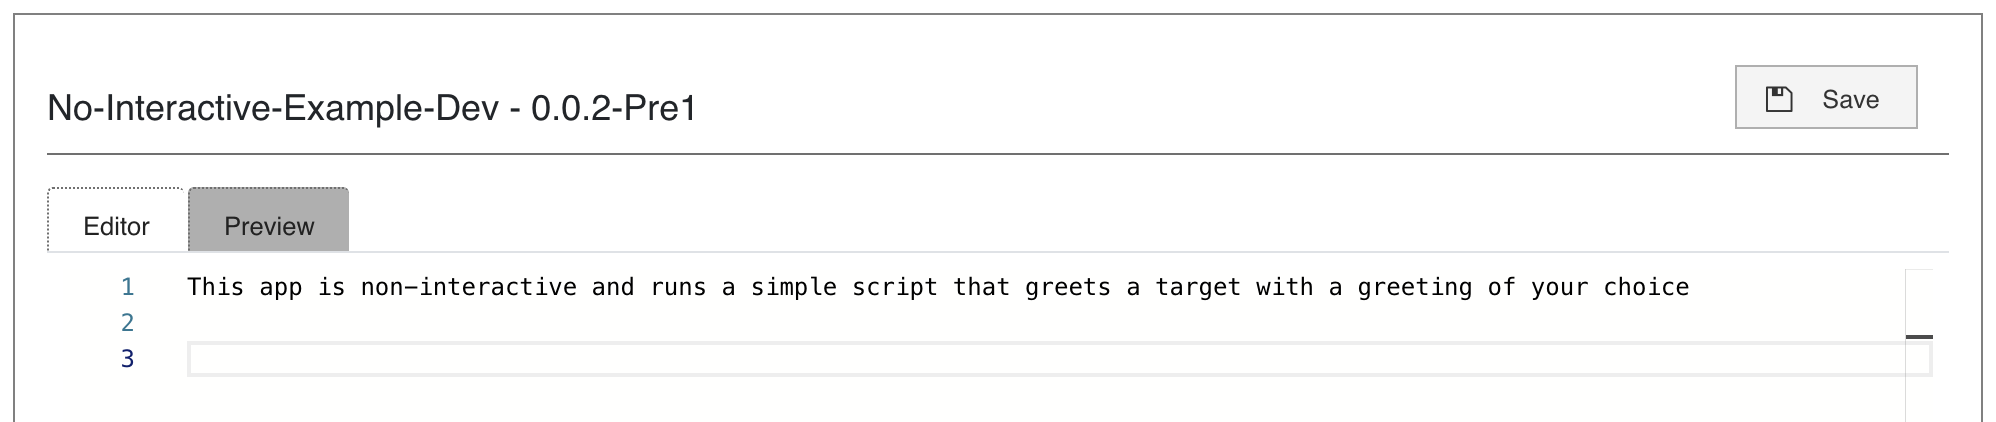 No-Interactive-Example-Dev - 0.0.2-Pre1
Save
Editor
Preview
1 This app is non-interactive and runs a simple script that greets a target with a greeting of your choice
2
3